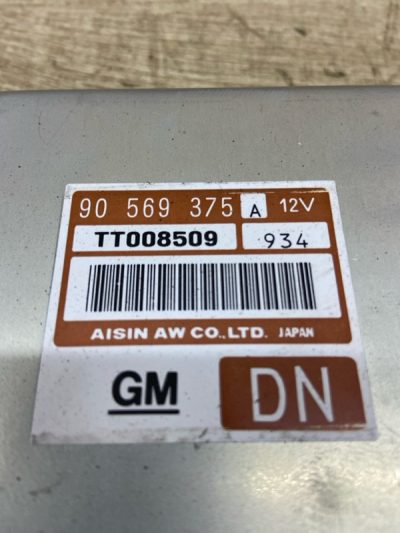 90 569 375 A 12V
TT008509 934
AISIN AW CO.,LTD. JAPAN
GM DN